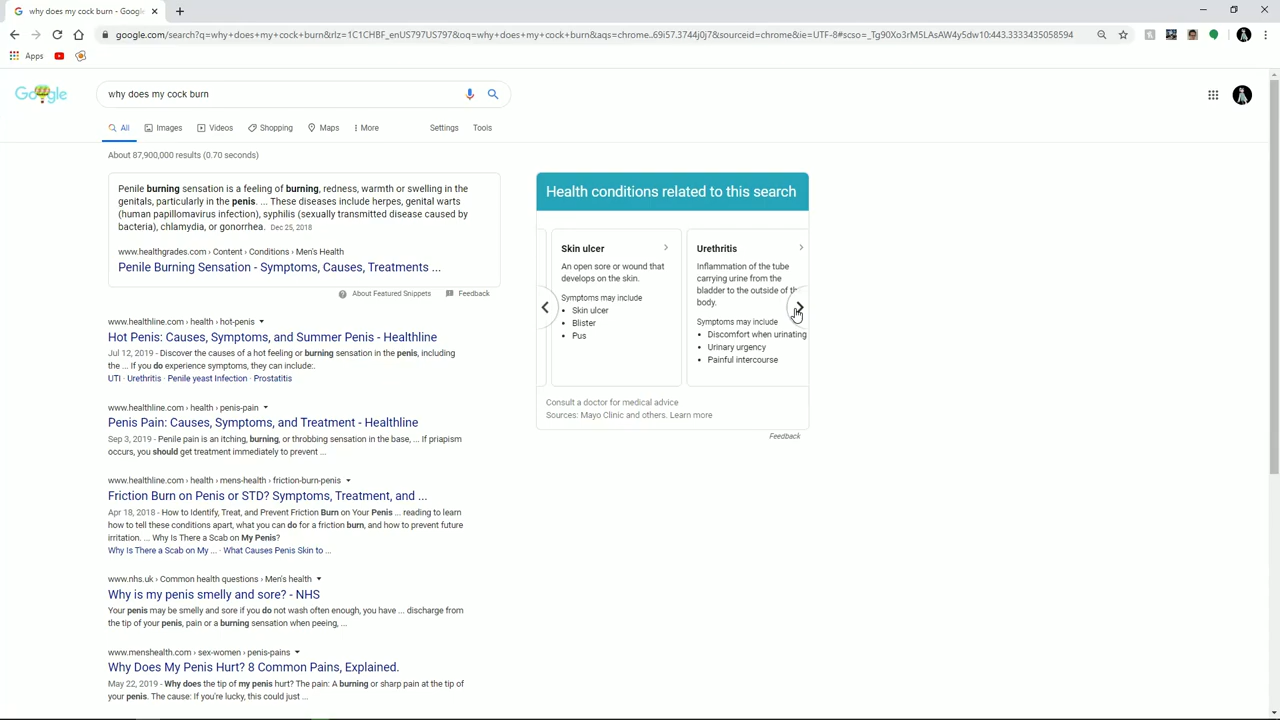 why does my cock burn - Google
google.com/search?q=why+does+my+cock+burn&rlz=1C1CHBF_enUS797US797&oq=why+does+my+cock+burn&aqs=chrome..69i57.3744j0j7&sourceid=chrome&ie=UTF-8#scso=_Tg90Xo3rM5LAsAW4y5dw10:443.3333435058594
Apps
Google
why does my cock burn
All Images Videos Shopping Maps More Settings Tools
About 87,900,000 results (0.70 seconds)
Penile burning sensation is a feeling of burning, redness, warmth or swelling in the
genitals, particularly in the penis. ... These diseases include herpes, genital warts
(human papillomavirus infection), syphilis (sexually transmitted disease caused by
bacteria), chlamydia, or gonorrhea. Dec 25, 2018
www.healthgrades.com › Content › Conditions › Men's Health
Penile Burning Sensation - Symptoms, Causes, Treatments ...
About Featured Snippets Feedback
www.healthline.com › health › hot-penis
Hot Penis: Causes, Symptoms, and Summer Penis - Healthline
Jul 12, 2019 - Discover the causes of a hot feeling or burning sensation in the penis, including
the ... If you do experience symptoms, they can include:.
UTI · Urethritis · Penile yeast Infection · Prostatitis
www.healthline.com › health › penis-pain
Penis Pain: Causes, Symptoms, and Treatment - Healthline
Sep 3, 2019 - Penile pain is an itching, burning, or throbbing sensation in the base, ... If priapism
occurs, you should get treatment immediately to prevent ...
www.healthline.com › health › mens-health › friction-burn-penis
Friction Burn on Penis or STD? Symptoms, Treatment, and ...
Apr 18, 2018 - How to Identify, Treat, and Prevent Friction Burn on Your Penis ... reading to learn
how to tell these conditions apart, what you can do for a friction burn, and how to prevent future
irritation. ... Why Is There a Scab on My Penis?
Why Is There a Scab on My ... · What Causes Penis Skin to ...
www.nhs.uk › Common health questions › Men's health
Why is my penis smelly and sore? - NHS
Your penis may be smelly and sore if you do not wash often enough, you have ... discharge from
the tip of your penis, pain or a burning sensation when peeing, ...
www.menshealth.com › sex-women › penis-pains
Why Does My Penis Hurt? 8 Common Pains, Explained.
May 22, 2019 - Why does the tip of my penis hurt? The pain: A burning or sharp pain at the tip of
your penis. The cause: If you're lucky, this could just ...
Health conditions related to this search
Skin ulcer
An open sore or wound that
develops on the skin.
Symptoms may include
• Skin ulcer
• Blister
• Pus
Urethritis
Inflammation of the tube
carrying urine from the
bladder to the outside of th
body.
Symptoms may include
• Discomfort when urinating
• Urinary urgency
• Painful intercourse
Consult a doctor for medical advice
Sources: Mayo Clinic and others. Learn more
Feedback